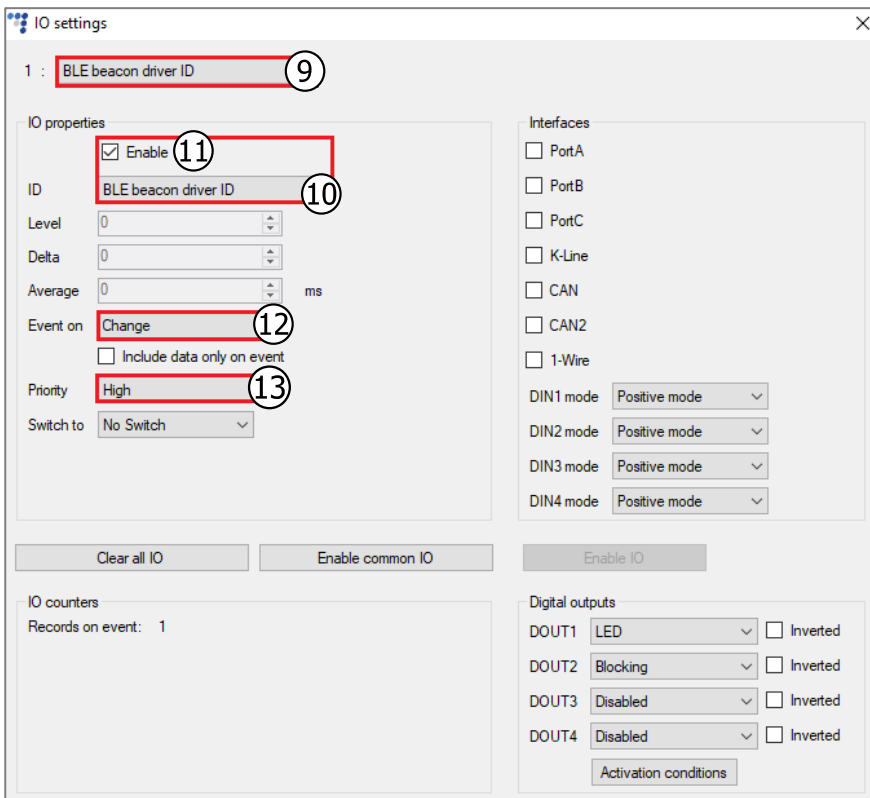 IO settings
1 : BLE beacon driver ID 9
IO properties
Enable 11
ID BLE beacon driver ID 10
Level 0
Delta 0
Average 0 ms
Event on Change 12
Include data only on event
Priority High 13
Switch to No Switch
Interfaces
PortA
PortB
PortC
K-Line
CAN
CAN2
1-Wire
DIN1 mode Positive mode
DIN2 mode Positive mode
DIN3 mode Positive mode
DIN4 mode Positive mode
Clear all IO Enable common IO Enable IO
IO counters
Records on event: 1
Digital outputs
DOUT1 LED Inverted
DOUT2 Blocking Inverted
DOUT3 Disabled Inverted
DOUT4 Disabled Inverted
Activation conditions